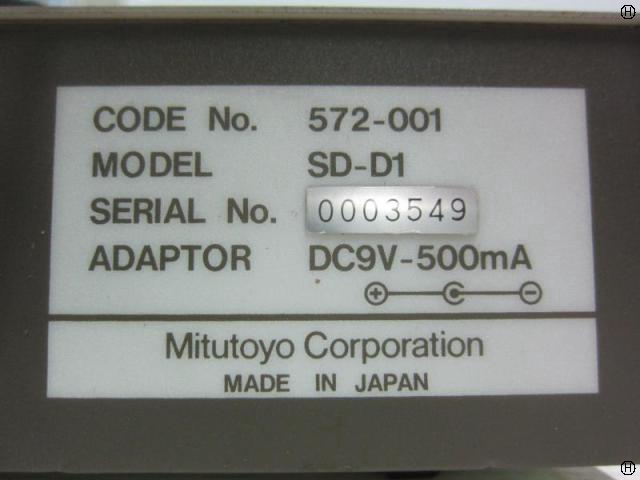 CODE No. 572-001
MODEL SD-D1
SERIAL No. 0003549
ADAPTOR DC9V-500mA
Mitutoyo Corporation
MADE IN JAPAN
H
H